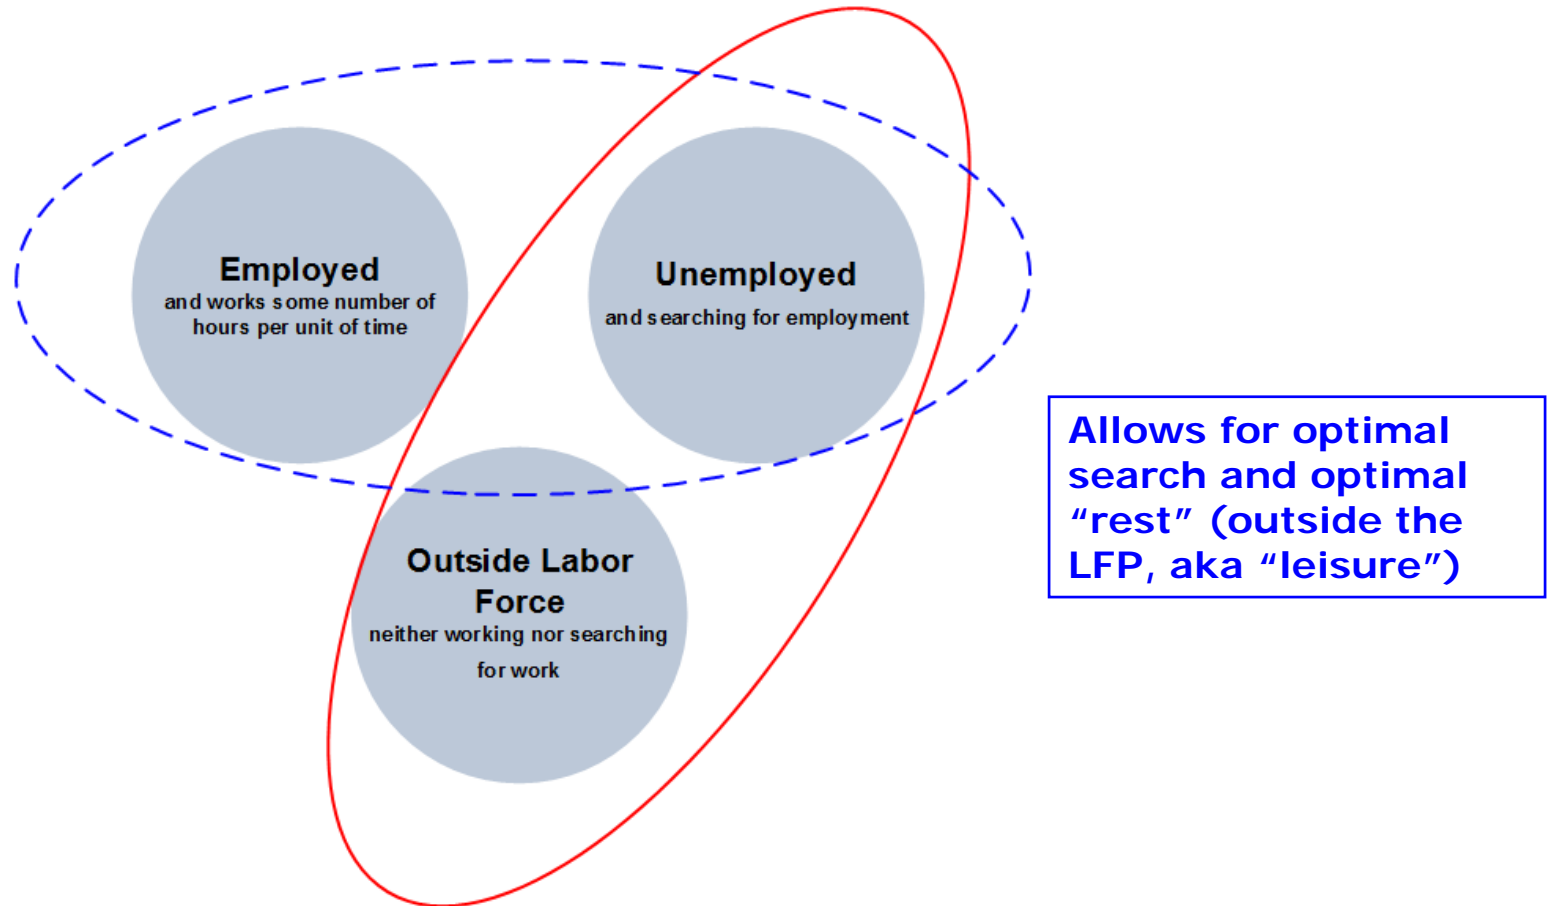 Employed
and works some number of
hours per unit of time
Unemployed
and searching for employment
Outside Labor
Force
neither working nor searching
for work
Allows for optimal
search and optimal
“rest” (outside the
LFP, aka “leisure”)